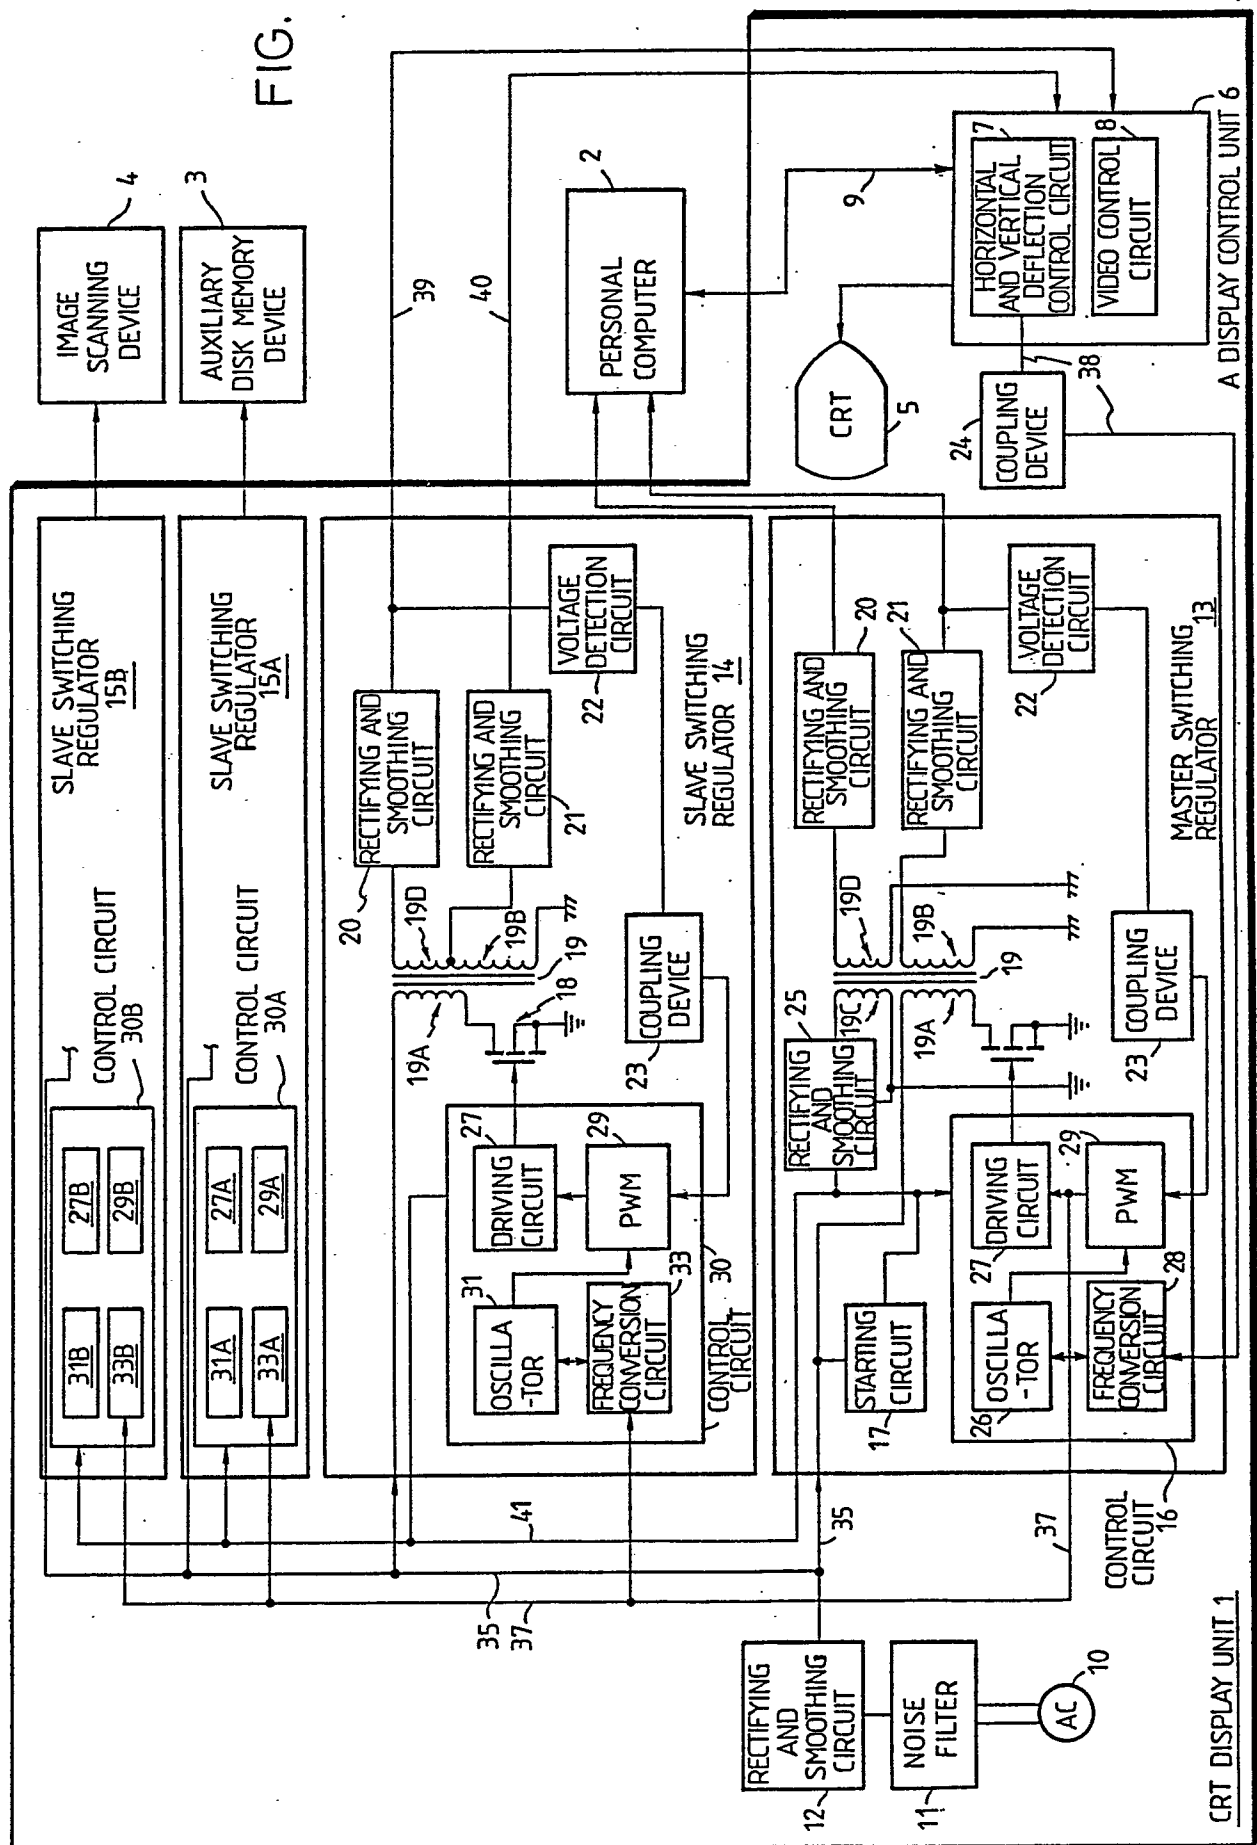 FIG.
IMAGE
SCANNING
DEVICE
4
AUXILIARY
DISK MEMORY
DEVICE
3
SLAVE SWITCHING
REGULATOR
15B
CONTROL CIRCUIT
30B
27B
29B
31B
33B
SLAVE SWITCHING
REGULATOR
15A
CONTROL CIRCUIT
30A
27A
29A
31A
33A
39
40
PERSONAL
COMPUTER
2
9
20
RECTIFYING AND
SMOOTHING
CIRCUIT
RECTIFYING AND
SMOOTHING
CIRCUIT
21
VOLTAGE
DETECTION
CIRCUIT
22
SLAVE SWITCHING
REGULATOR 14
19D
19B
19
19A
18
COUPLING
DEVICE
23
27
DRIVING
CIRCUIT
29
PWM
31
OSCILLA
-TOR
FREQUENCY
CONVERSION
CIRCUIT
33
30
CONTROL
CIRCUIT
41
35
37
35
37
CRT
5
HORIZONTAL
AND VERTICAL
DEFLECTION
CONTROL CIRCUIT
7
VIDEO CONTROL
CIRCUIT
8
A DISPLAY CONTROL UNIT 6
24
COUPLING
DEVICE
38
RECTIFYING AND
SMOOTHING
CIRCUIT
20
RECTIFYING AND
SMOOTHING
CIRCUIT
21
VOLTAGE
DETECTION
CIRCUIT
22
MASTER SWITCHING
REGULATOR
13
19D
19B
19
19C
19A
25
RECTIFYING
AND
SMOOTHING
CIRCUIT
COUPLING
DEVICE
23
STARTING
CIRCUIT
17
DRIVING
CIRCUIT
27
29
PWM
OSCILLA
-TOR
26
FREQUENCY
CONVERSION
CIRCUIT
28
CONTROL
CIRCUIT
16
RECTIFYING
AND
SMOOTHING
CIRCUIT
12
NOISE
FILTER
11
AC
10
CRT DISPLAY UNIT 1